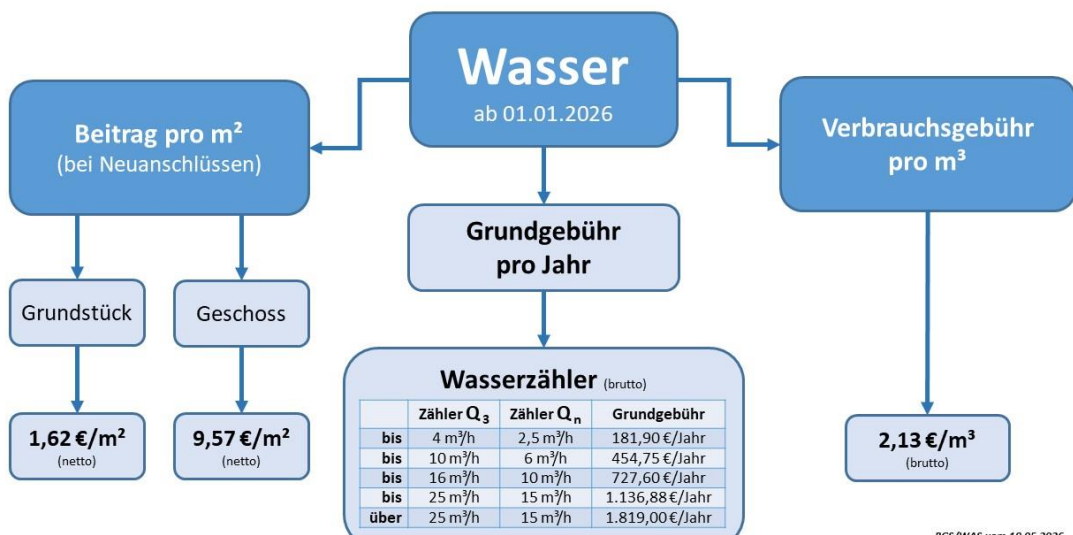 Wasser
ab 01.01.2026
Beitrag pro m²
(bei Neuanschlüssen)
Grundstück
Geschoss
1,62 €/m²
(netto)
9,57 €/m²
(netto)
Grundgebühr
pro Jahr
Wasserzähler (brutto)
Zähler Q₃ Zähler Qₙ Grundgebühr
bis 4 m³/h 2,5 m³/h 181,90 €/Jahr
bis 10 m³/h 6 m³/h 454,75 €/Jahr
bis 16 m³/h 10 m³/h 727,60 €/Jahr
bis 25 m³/h 15 m³/h 1.136,88 €/Jahr
über 25 m³/h 15 m³/h 1.819,00 €/Jahr
Verbrauchsgebühr
pro m³
2,13 €/m³
(brutto)